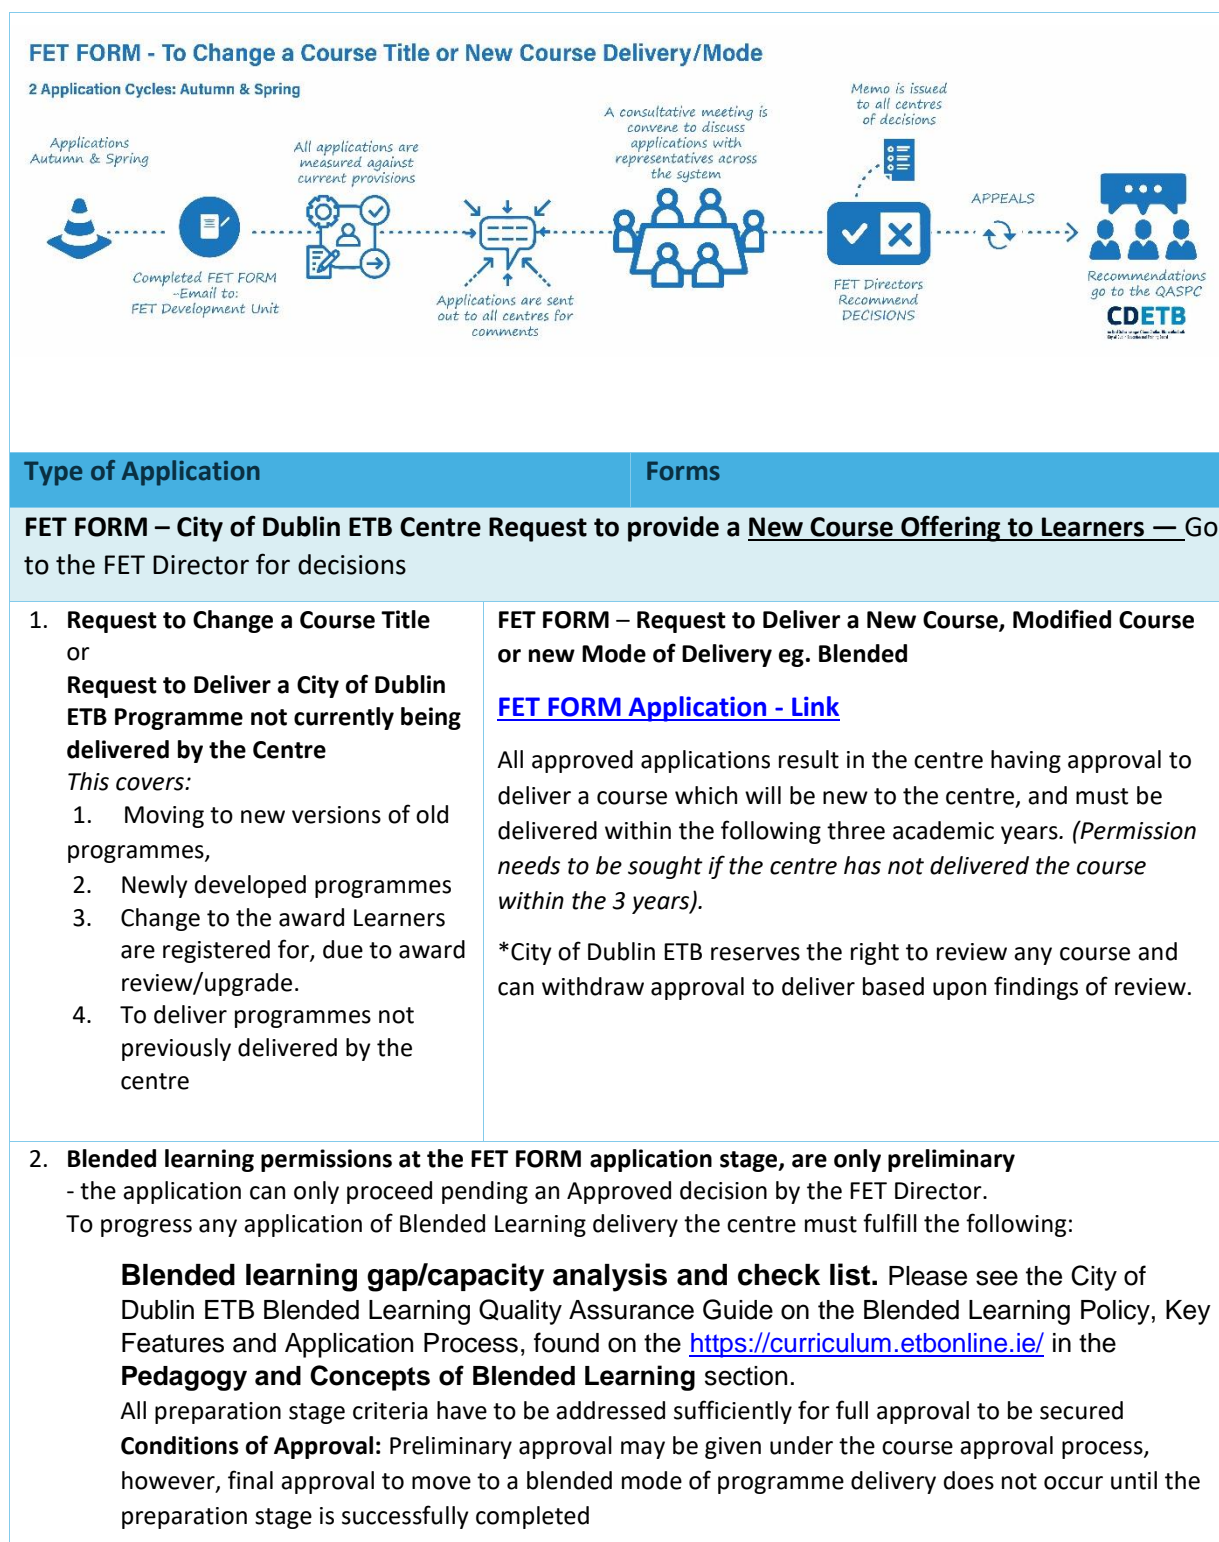 FET FORM - To Change a Course Title or New Course Delivery/Mode
2 Application Cycles: Autumn & Spring
Applications
Autumn & Spring
Completed FET FORM
-Email to:
FET Development Unit
All applications are
measured against
current provisions
Applications are sent
out to all centres for
comments
A consultative meeting is
convene to discuss
applications with
representatives across
the system
Memo is issued
to all centres
of decisions
FET Directors
Recommend
DECISIONS
APPEALS
Recommendations
go to the QASPC
CDETB
Type of Application
Forms
FET FORM – City of Dublin ETB Centre Request to provide a New Course Offering to Learners — Go
to the FET Director for decisions
1. Request to Change a Course Title
or
Request to Deliver a City of Dublin
ETB Programme not currently being
delivered by the Centre
This covers:
1. Moving to new versions of old
programmes,
2. Newly developed programmes
3. Change to the award Learners
are registered for, due to award
review/upgrade.
4. To deliver programmes not
previously delivered by the
centre
FET FORM – Request to Deliver a New Course, Modified Course
or new Mode of Delivery eg. Blended
FET FORM Application - Link
All approved applications result in the centre having approval to
deliver a course which will be new to the centre, and must be
delivered within the following three academic years. (Permission
needs to be sought if the centre has not delivered the course
within the 3 years).
*City of Dublin ETB reserves the right to review any course and
can withdraw approval to deliver based upon findings of review.
2. Blended learning permissions at the FET FORM application stage, are only preliminary
- the application can only proceed pending an Approved decision by the FET Director.
To progress any application of Blended Learning delivery the centre must fulfill the following:
Blended learning gap/capacity analysis and check list. Please see the City of
Dublin ETB Blended Learning Quality Assurance Guide on the Blended Learning Policy, Key
Features and Application Process, found on the https://curriculum.etbonline.ie/ in the
Pedagogy and Concepts of Blended Learning section.
All preparation stage criteria have to be addressed sufficiently for full approval to be secured
Conditions of Approval: Preliminary approval may be given under the course approval process,
however, final approval to move to a blended mode of programme delivery does not occur until the
preparation stage is successfully completed